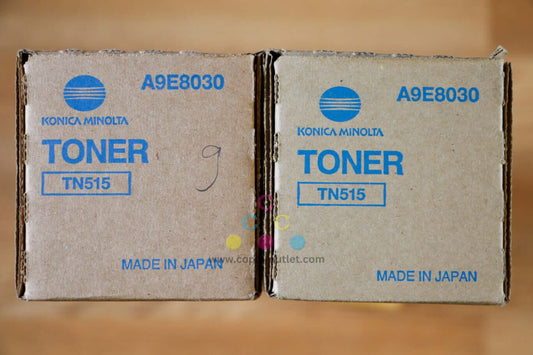 A9E8030
KONICA MINOLTA
TONER
TN515
9
MADE IN JAPAN
A9E8030
KONICA MINOLTA
TONER
TN515
MADE IN JAPAN